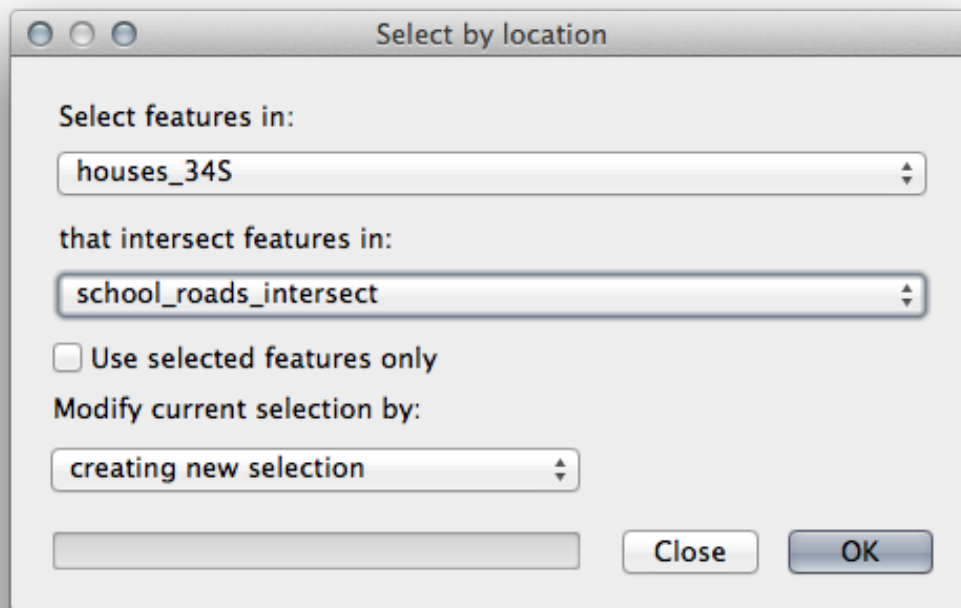 Select by location
Select features in:
houses_34S
that intersect features in:
school_roads_intersect
Use selected features only
Modify current selection by:
creating new selection
Close OK